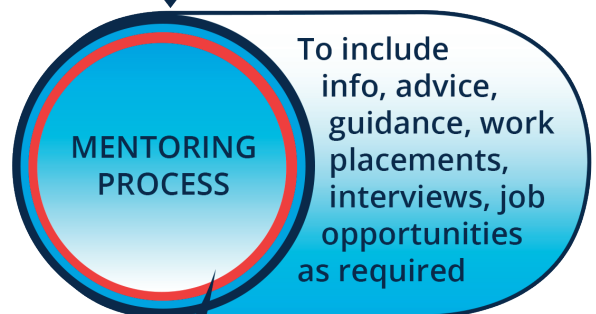 MENTORING
PROCESS
To include
info, advice,
guidance, work
placements,
interviews, job
opportunities
as required